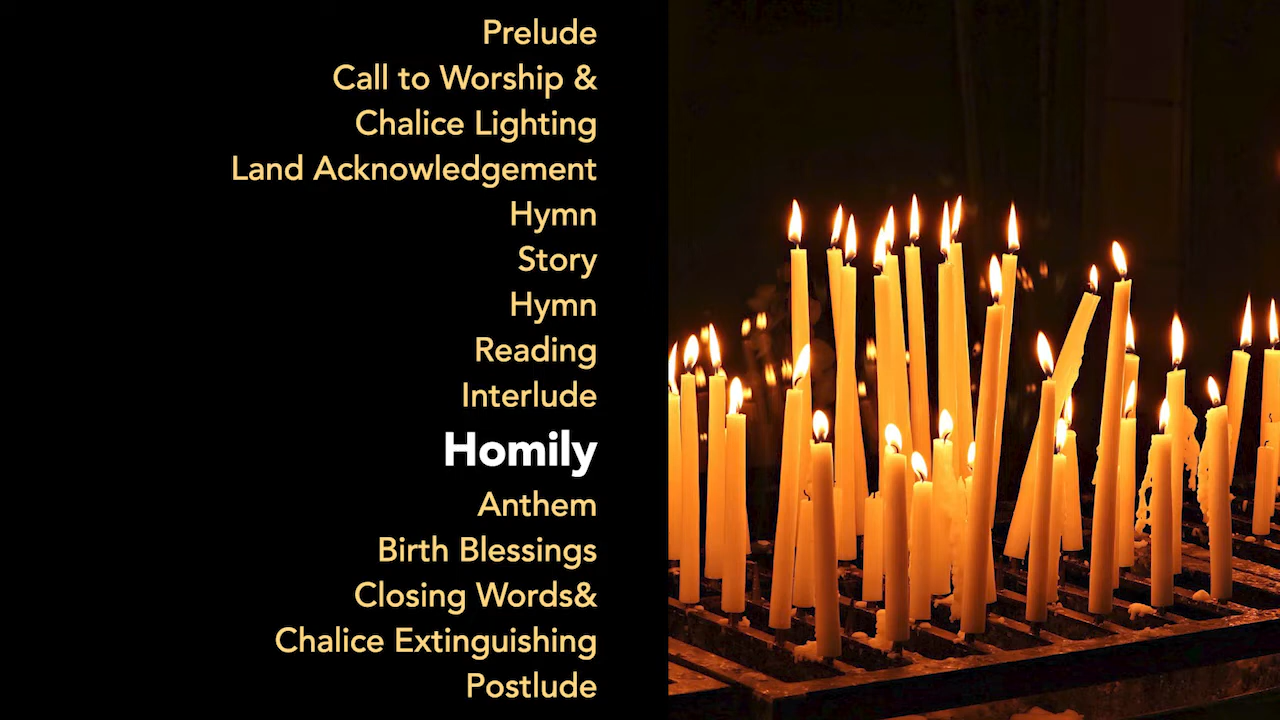 Prelude
Call to Worship &
Chalice Lighting
Land Acknowledgement
Hymn
Story
Hymn
Reading
Interlude
Homily
Anthem
Birth Blessings
Closing Words&
Chalice Extinguishing
Postlude